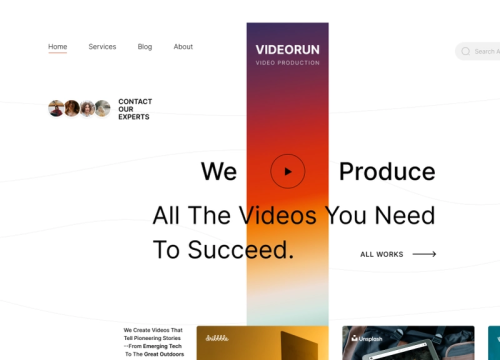 Home Services Blog About
VIDEORUN
VIDEO PRODUCTION
Search
CONTACT
OUR
EXPERTS
We Produce
All The Videos You Need
To Succeed.
ALL WORKS
We Create Videos That
Tell Pioneering Stories
—From Emerging Tech
To The Great Outdoors
dribbble
Unsplash